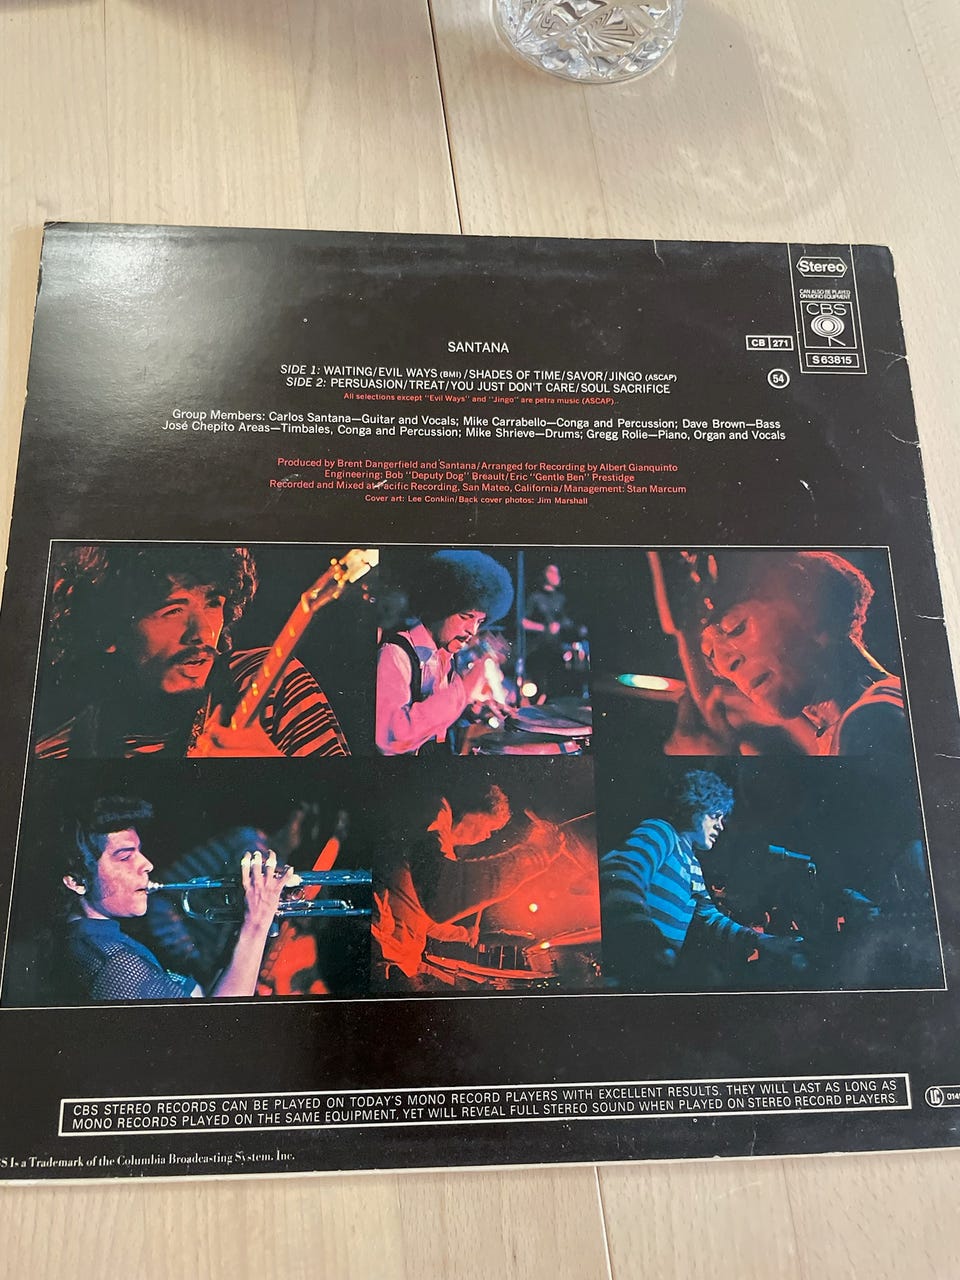 Stereo
CAN ALSO BE PLAYED
ON MONO EQUIPMENT
CBS
S 63815
CB 271
54
SANTANA
SIDE 1: WAITING/EVIL WAYS (BMI)/SHADES OF TIME/SAVOR/JINGO (ASCAP)
SIDE 2: PERSUASION/TREAT/YOU JUST DON'T CARE/SOUL SACRIFICE
All selections except "Evil Ways" and "Jingo" are petra music (ASCAP)..
Group Members: Carlos Santana—Guitar and Vocals; Mike Carrabello—Conga and Percussion; Dave Brown—Bass
José Chepito Areas—Timbales, Conga and Percussion; Mike Shrieve—Drums; Gregg Rolie—Piano, Organ and Vocals
Produced by Brent Dangerfield and Santana/Arranged for Recording by Albert Gianquinto
Engineering: Bob "Deputy Dog" Breault/Eric "Gentle Ben" Prestidge
Recorded and Mixed at Pacific Recording, San Mateo, California/Management: Stan Marcum
Cover art: Lee Conklin/Back cover photos: Jim Marshall
CBS STEREO RECORDS CAN BE PLAYED ON TODAY'S MONO RECORD PLAYERS WITH EXCELLENT RESULTS. THEY WILL LAST AS LONG AS
MONO RECORDS PLAYED ON THE SAME EQUIPMENT, YET WILL REVEAL FULL STEREO SOUND WHEN PLAYED ON STEREO RECORD PLAYERS.
LC
S Is a Trademark of the Columbia Broadcasting System. Inc.